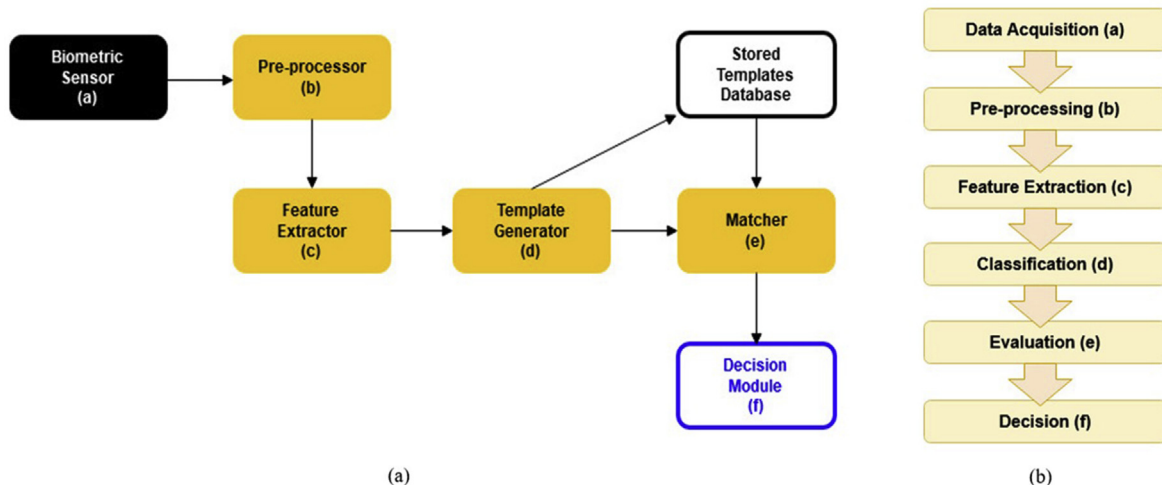 Biometric
Sensor
(a)
Pre-processor
(b)
Stored
Templates
Database
Feature
Extractor
(c)
Template
Generator
(d)
Matcher
(e)
Decision
Module
(f)
(a)
Data Acquisition (a)
Pre-processing (b)
Feature Extraction (c)
Classification (d)
Evaluation (e)
Decision (f)
(b)